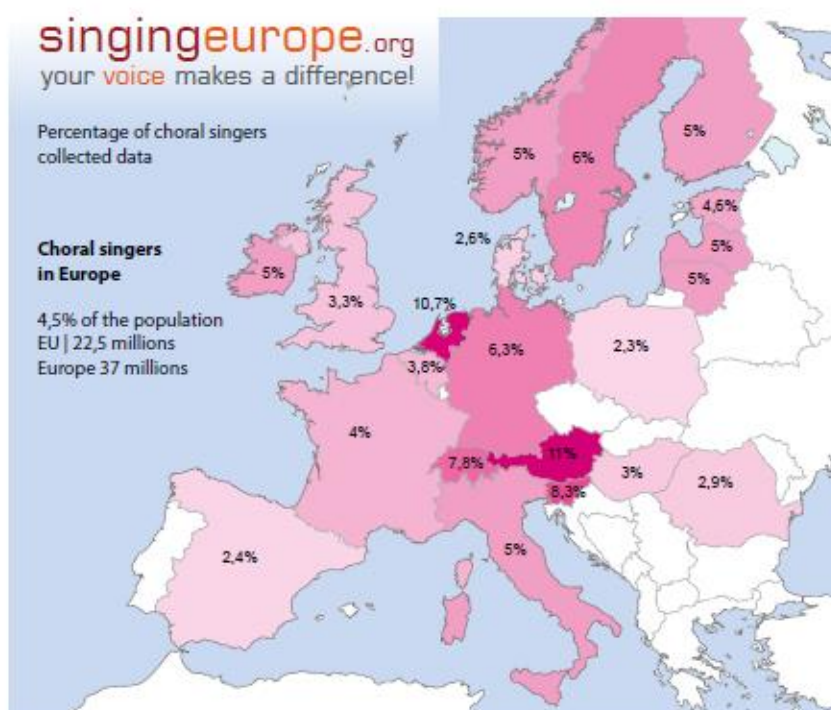 singingeurope.org
your voice makes a difference!
Percentage of choral singers
collected data
Choral singers
in Europe
4,5% of the population
EU | 22,5 millions
Europe 37 millions
5%
6%
5%
4,6%
5%
5%
2,6%
5%
3,3%
10,7%
6,3%
2,3%
3,8%
4%
7,8%
11%
8,3%
3%
2,9%
2,4%
5%